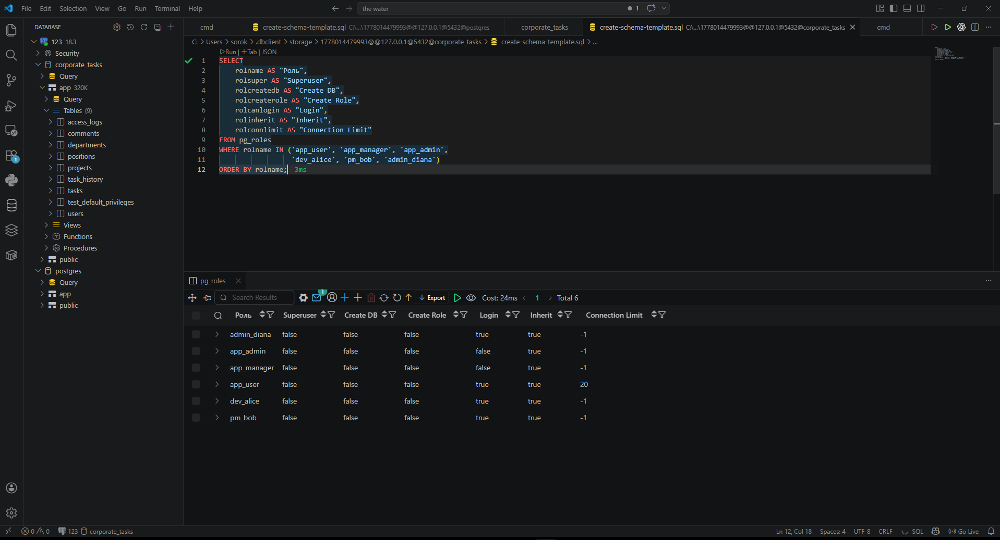 File Edit Selection View Go Run Terminal Help
the water
1
DATABASE
123 18.3
Security
corporate_tasks
Query
app 320K
Query
Tables (9)
access_logs
comments
departments
positions
projects
task_history
tasks
test_default_privileges
users
Views
Functions
Procedures
public
postgres
Query
app
public
1
cmd
create-schema-template.sql C:\...\1778014479993@@127.0.0.1@5432@postgres
corporate_tasks
create-schema-template.sql C:\...\1778014479993@@127.0.0.1@5432@corporate_tasks
cmd
C: > Users > sorok > .dbclient > storage > 1778014479993@@127.0.0.1@5432@corporate_tasks > create-schema-template.sql > ...
Run | Tab | JSON
1 SELECT
2 rolname AS "Роль",
3 rolsuper AS "Superuser",
4 rolcreatedb AS "Create DB",
5 rolcreaterole AS "Create Role",
6 rolcanlogin AS "Login",
7 rolinherit AS "Inherit",
8 rolconnlimit AS "Connection Limit"
9 FROM pg_roles
10 WHERE rolname IN ('app_user', 'app_manager', 'app_admin',
11 'dev_alice', 'pm_bob', 'admin_diana')
12 ORDER BY rolname; 3ms
pg_roles
Search Results
1
Export
Cost: 24ms
1
Total 6
Роль Superuser Create DB Create Role Login Inherit Connection Limit
admin_diana false false false true true -1
app_admin false false false false true -1
app_manager false false false false true -1
app_user false false false true true 20
dev_alice false false false true true -1
pm_bob false false false true true -1
0 0 123 corporate_tasks
Ln 12, Col 18 Spaces: 4 UTF-8 CRLF SQL Go Live